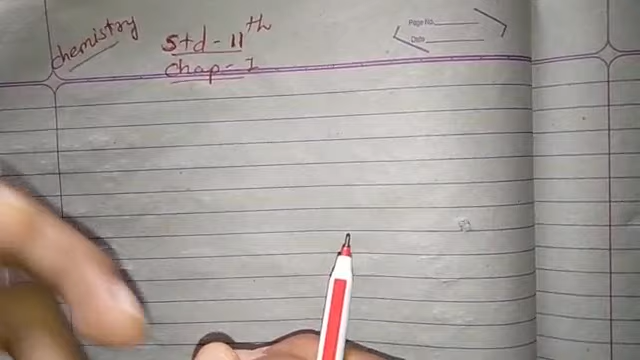 chemistry
Std - 11th
Chap - 1
Page No.
Date